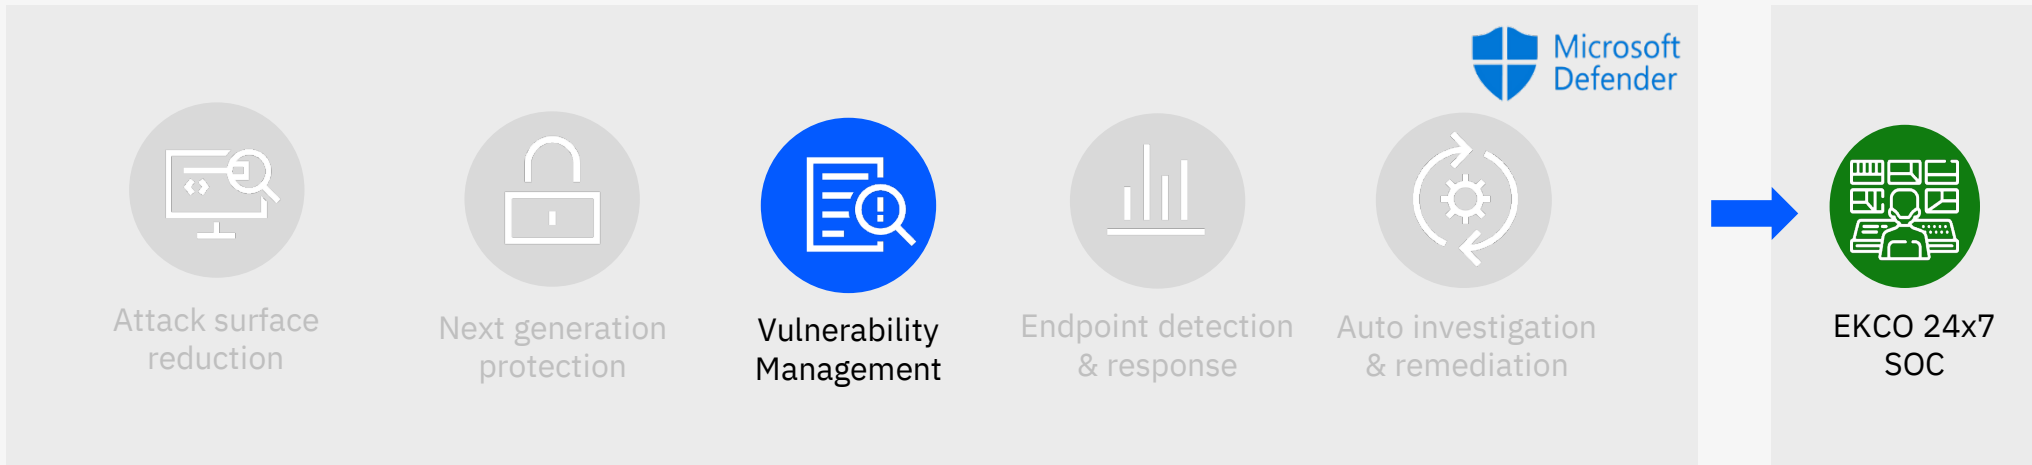 Microsoft
Defender
Attack surface
reduction
Next generation
protection
Vulnerability
Management
Endpoint detection
& response
Auto investigation
& remediation
EKCO 24x7
SOC